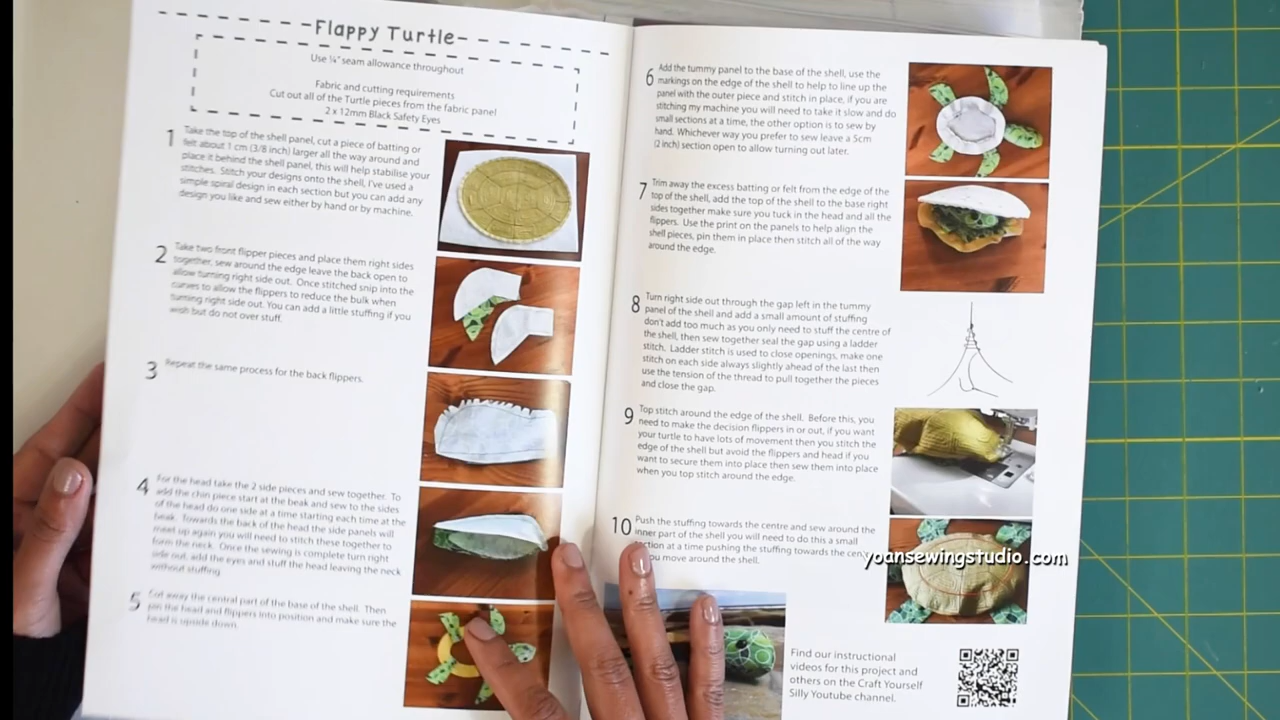 Flappy Turtle
Use ¼" seam allowance throughout
Fabric and cutting requirements
Cut out all of the Turtle pieces from the fabric panel
2 x 12mm Black Safety Eyes
1
Take the top of the shell panel, cut a piece of batting or
felt about 1 cm (3/8 inch) larger all the way around and
place it behind the shell panel, this will help stabilise your
stitches. Stitch your designs onto the shell, I've used a
simple spiral design in each section but you can add any
design you like and sew either by hand or by machine.
2
Take two front flipper pieces and place them right sides
together, sew around the edge leave the back open to
allow turning right side out. Once stitched snip into the
curves to allow the flippers to reduce the bulk when
turning right side out. You can add a little stuffing if you
wish but do not over stuff.
3
Repeat the same process for the back flippers.
4
For the head take the 2 side pieces and sew together. To
add the chin piece start at the beak and sew to the sides
of the head do one side at a time starting each time at the
beak. Towards the back of the head the side panels will
meet up again you will need to stitch these together to
form the neck. Once the sewing is complete turn right
side out, add the eyes and stuff the head leaving the neck
without stuffing.
5
Cut away the central part of the base of the shell. Then
pin the head and flippers into position and make sure the
head is upside down.
6
Add the tummy panel to the base of the shell, use the
markings on the edge of the shell to help to line up the
panel with the outer piece and stitch in place, if you are
stitching my machine you will need to take it slow and do
small sections at a time, the other option is to sew by
hand. Whichever way you prefer to sew leave a 5cm
(2 inch) section open to allow turning out later.
7
Trim away the excess batting or felt from the edge of the
top of the shell, add the top of the shell to the base right
sides together make sure you tuck in the head and all the
flippers. Use the print on the panels to help align the
shell pieces, pin them in place then stitch all of the way
around the edge.
8
Turn right side out through the gap left in the tummy
panel of the shell and add a small amount of stuffing
don't add too much as you only need to stuff the centre of
the shell, then sew together seal the gap using a ladder
stitch. Ladder stitch is used to close openings, make one
stitch on each side always slightly ahead of the last then
use the tension of the thread to pull together the pieces
and close the gap.
9
Top stitch around the edge of the shell. Before this, you
need to make the decision flippers in or out, if you want
your turtle to have lots of movement then you stitch the
edge of the shell but avoid the flippers and head if you
want to secure them into place then sew them into place
when you top stitch around the edge.
10
Push the stuffing towards the centre and sew around the
inner part of the shell you will need to do this a small
section at a time pushing the stuffing towards the
you move around the shell.
yoansewingstudio.com
Find our instructional
videos for this project and
others on the Craft Yourself
Silly Youtube channel.